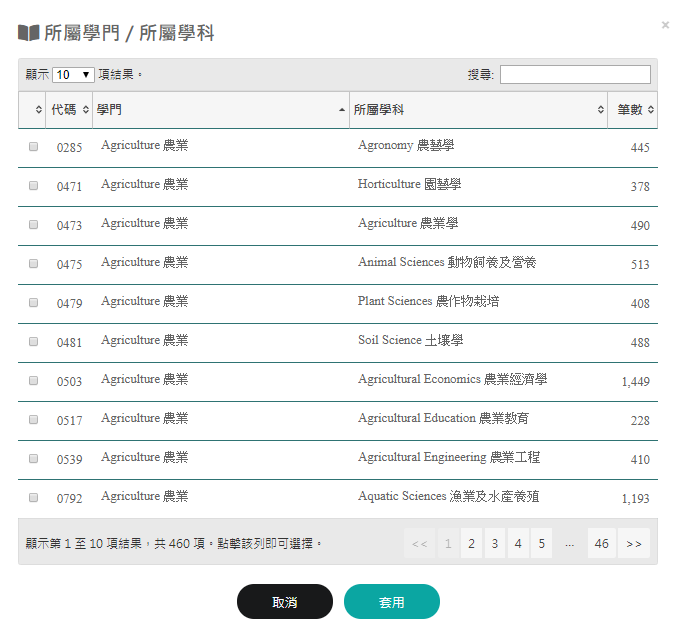 ×
所屬學門 / 所屬學科
顯示 10 項結果。 搜尋:
代碼 學門 所屬學科 筆數
0285 Agriculture 農業 Agronomy 農藝學 445
0471 Agriculture 農業 Horticulture 園藝學 378
0473 Agriculture 農業 Agriculture 農業學 490
0475 Agriculture 農業 Animal Sciences 動物飼養及營養 513
0479 Agriculture 農業 Plant Sciences 農作物栽培 408
0481 Agriculture 農業 Soil Science 土壤學 488
0503 Agriculture 農業 Agricultural Economics 農業經濟學 1,449
0517 Agriculture 農業 Agricultural Education 農業教育 228
0539 Agriculture 農業 Agricultural Engineering 農業工程 410
0792 Agriculture 農業 Aquatic Sciences 漁業及水產養殖 1,193
顯示第 1 至 10 項結果，共 460 項。點擊該列即可選擇。 << 1 2 3 4 5 … 46 >>
取消 套用